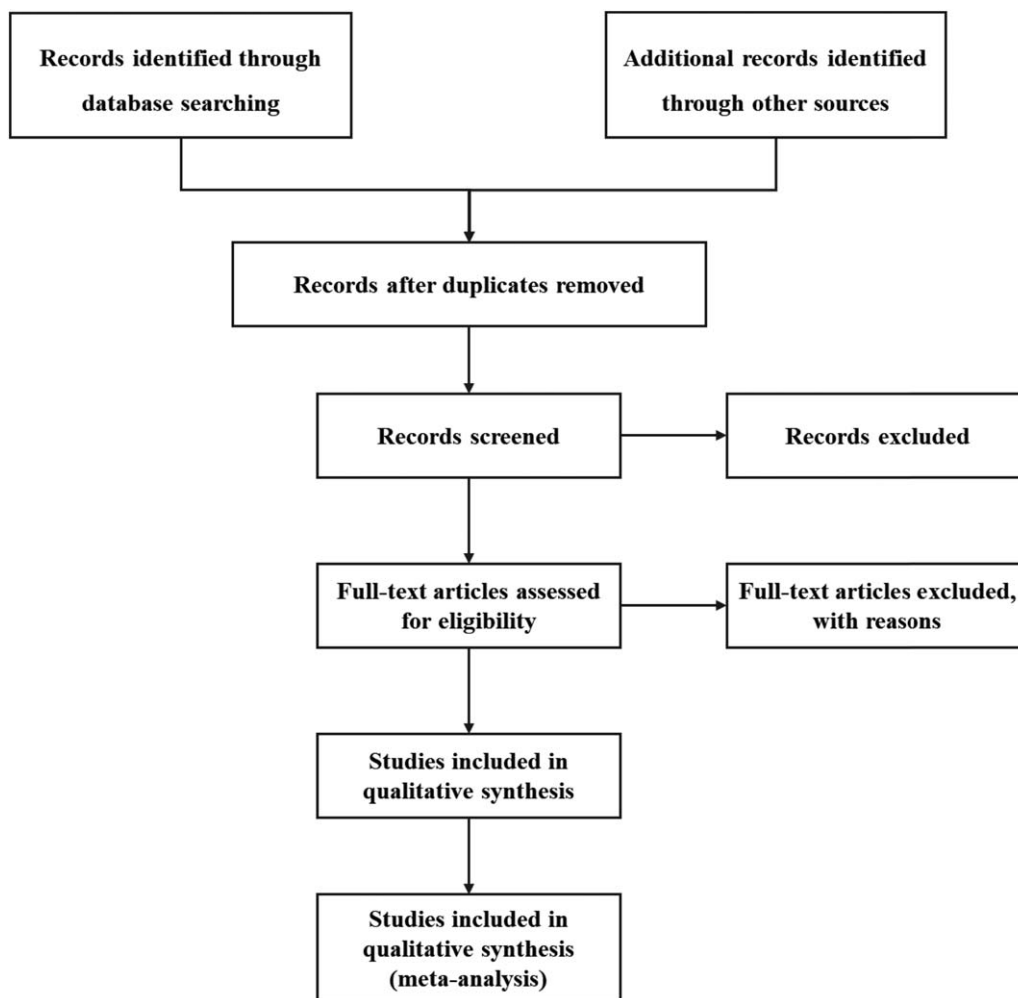 Records identified through
database searching
Additional records identified
through other sources
Records after duplicates removed
Records screened
Records excluded
Full-text articles assessed
for eligibility
Full-text articles excluded,
with reasons
Studies included in
qualitative synthesis
Studies included in
qualitative synthesis
(meta-analysis)